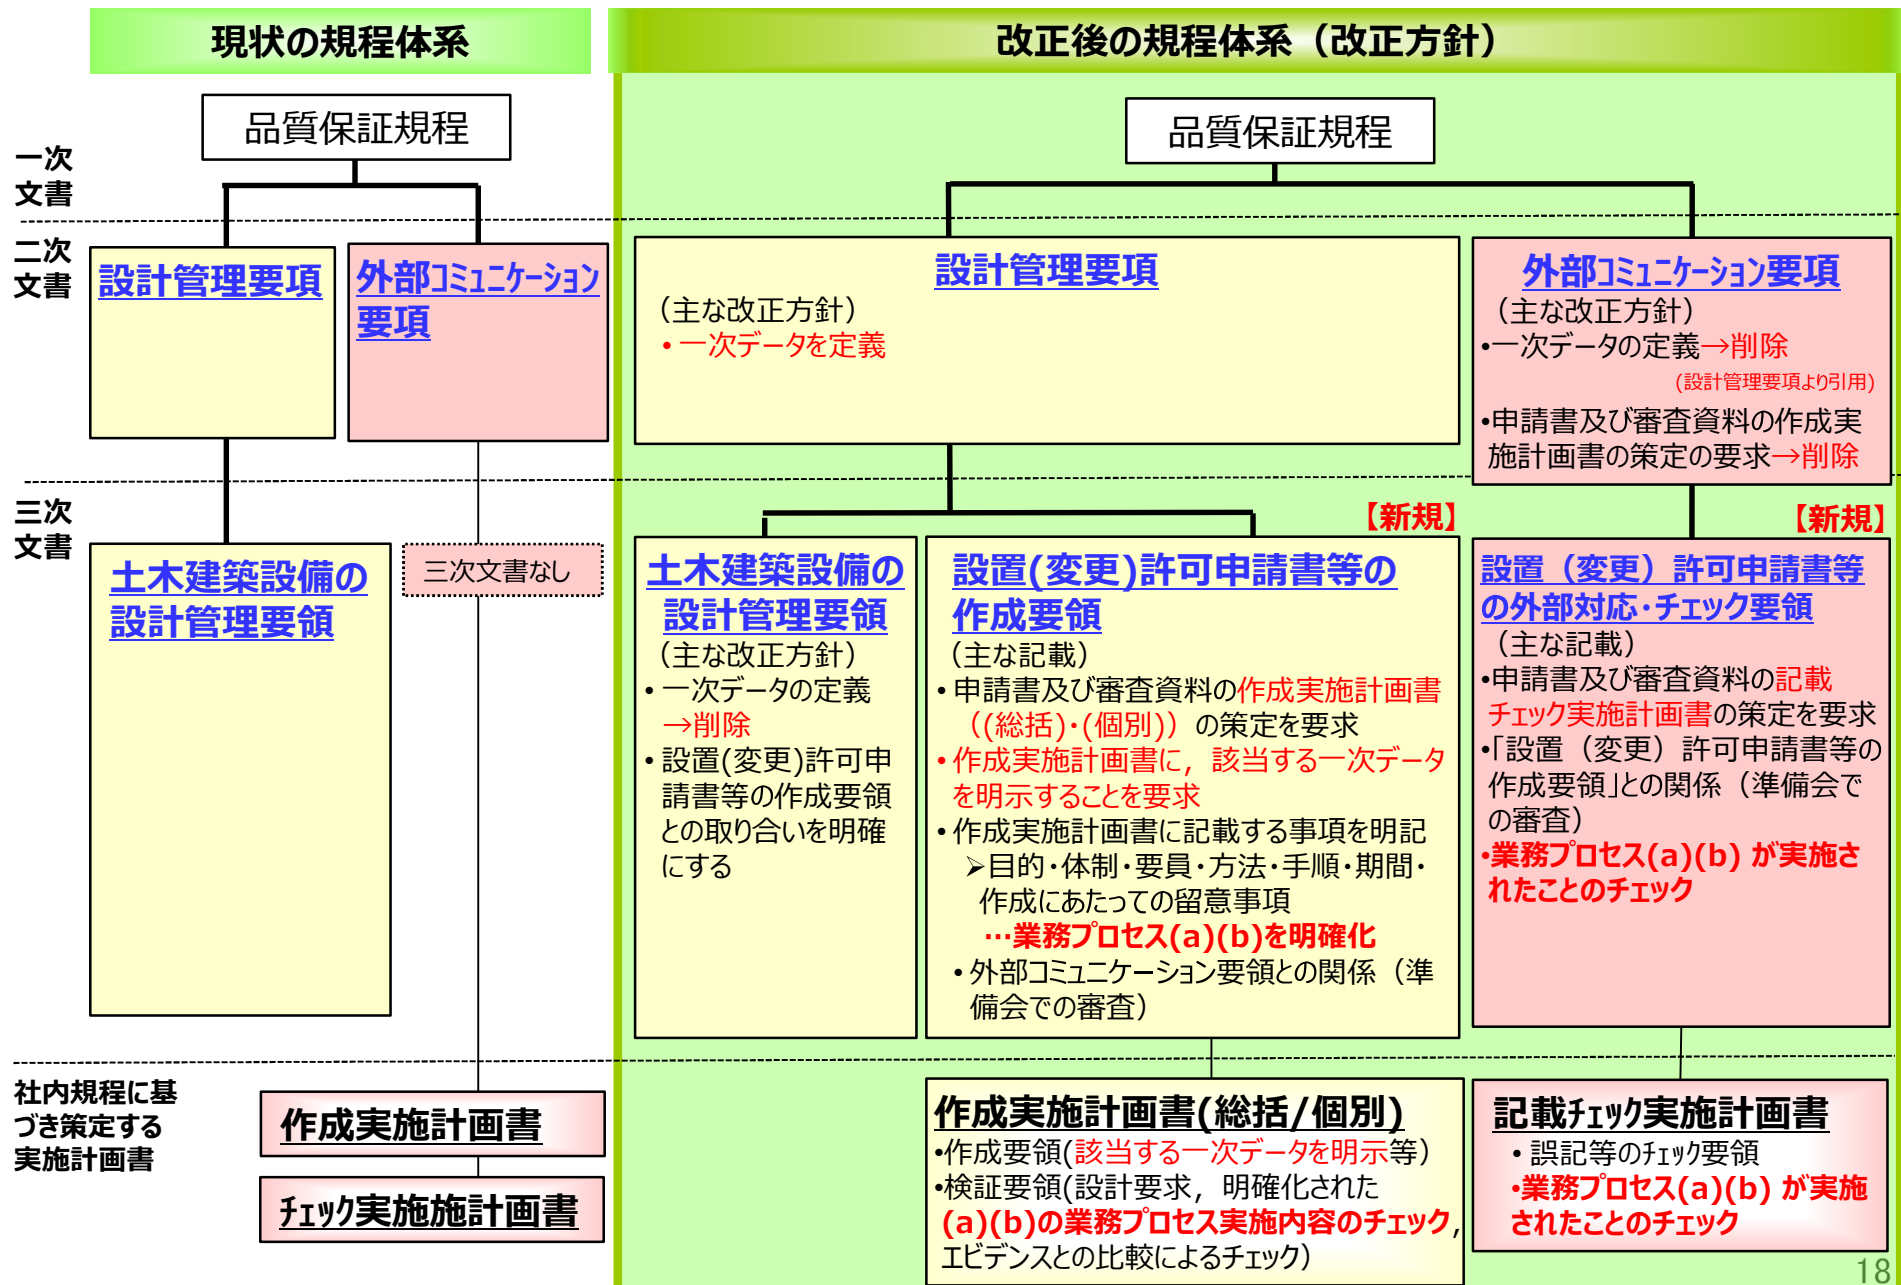 現状の規程体系
改正後の規程体系（改正方針）
一次
文書
品質保証規程
品質保証規程
二次
文書
設計管理要項
外部ｺﾐｭﾆｹｰｼｮﾝ
要項
設計管理要項
（主な改正方針）
•一次データを定義
外部ｺﾐｭﾆｹｰｼｮﾝ要項
（主な改正方針）
•一次データの定義→削除
(設計管理要項より引用)
•申請書及び審査資料の作成実
施計画書の策定の要求→削除
三次
文書
土木建築設備の
設計管理要領
三次文書なし
土木建築設備の
設計管理要領
（主な改正方針）
•一次データの定義
→削除
•設置(変更)許可申
請書等の作成要領
との取り合いを明確
にする
【新規】
設置(変更)許可申請書等の
作成要領
（主な記載）
•申請書及び審査資料の作成実施計画書
（(総括)・(個別)）の策定を要求
•作成実施計画書に，該当する一次データ
を明示することを要求
•作成実施計画書に記載する事項を明記
➢目的・体制・要員・方法・手順・期間・
作成にあたっての留意事項
…業務プロセス(a)(b)を明確化
•外部コミュニケーション要領との関係（準
備会での審査）
【新規】
設置（変更）許可申請書等
の外部対応・チェック要領
（主な記載）
•申請書及び審査資料の記載
チェック実施計画書の策定を要求
•「設置（変更）許可申請書等の
作成要領」との関係（準備会で
の審査）
•業務プロセス(a)(b) が実施さ
れたことのチェック
社内規程に基
づき策定する
実施計画書
作成実施計画書
ﾁｪｯｸ実施施計画書
作成実施計画書(総括/個別)
•作成要領(該当する一次データを明示等）
•検証要領(設計要求，明確化された
(a)(b)の業務プロセス実施内容のチェック，
エビデンスとの比較によるチェック）
記載ﾁｪｯｸ実施計画書
•誤記等のﾁｪｯｸ要領
•業務プロセス(a)(b) が実施
されたことのチェック
18